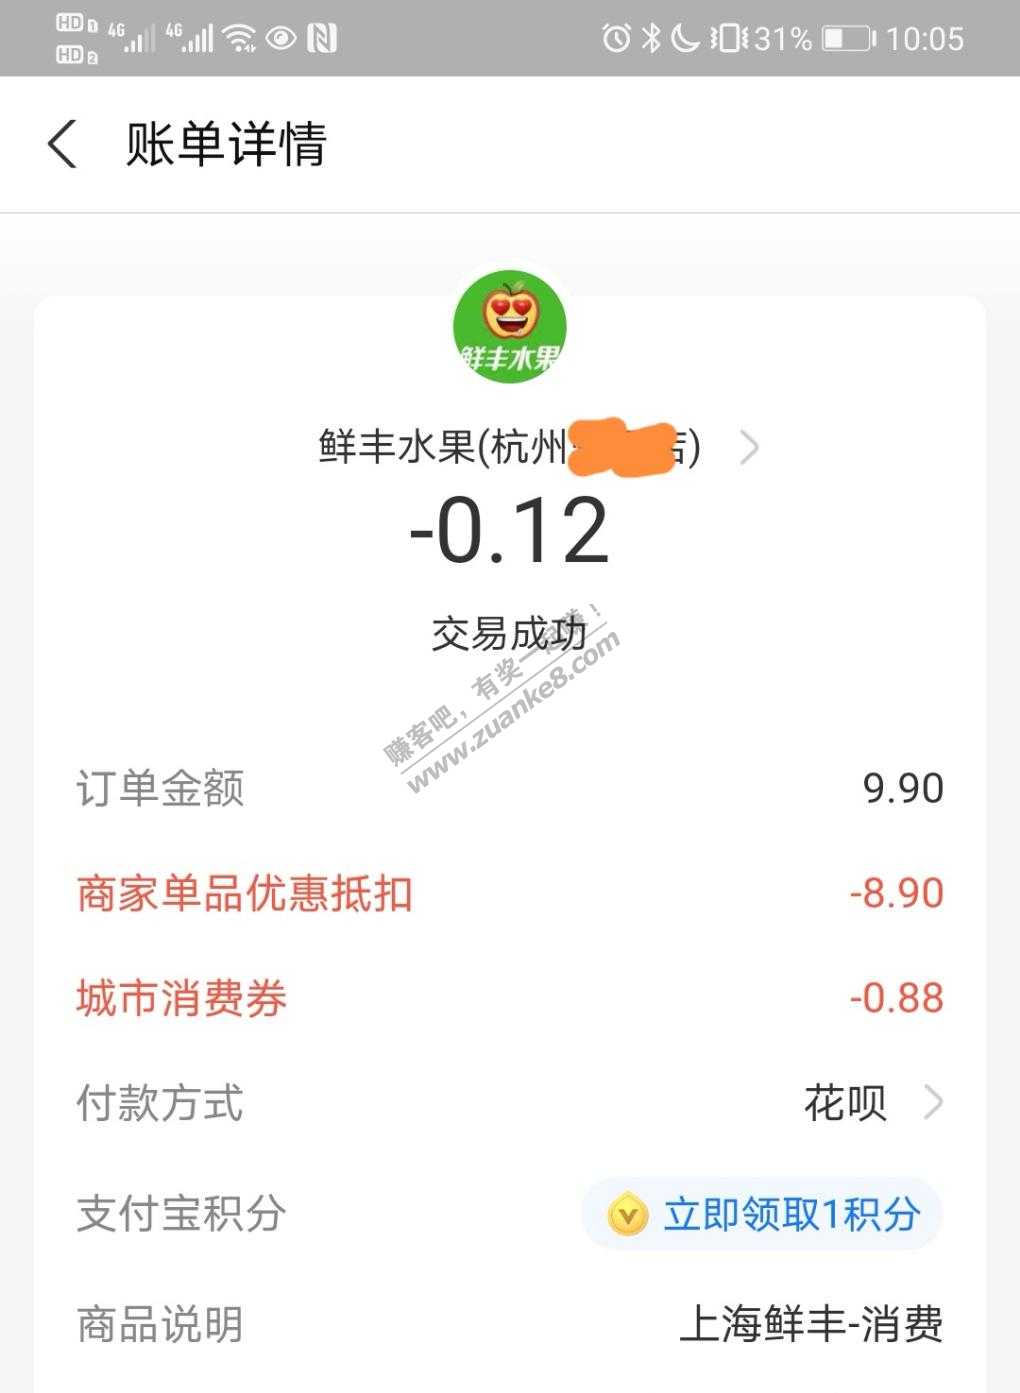 HD 1 4G 4G 31% 10:05
HD 2
账单详情
鲜丰水果
鲜丰水果(杭州 店)
-0.12
交易成功
赚客吧，有奖一起赚！
www.zuanke8.com
订单金额 9.90
商家单品优惠抵扣 -8.90
城市消费券 -0.88
付款方式 花呗
支付宝积分 立即领取1积分
商品说明 上海鲜丰-消费